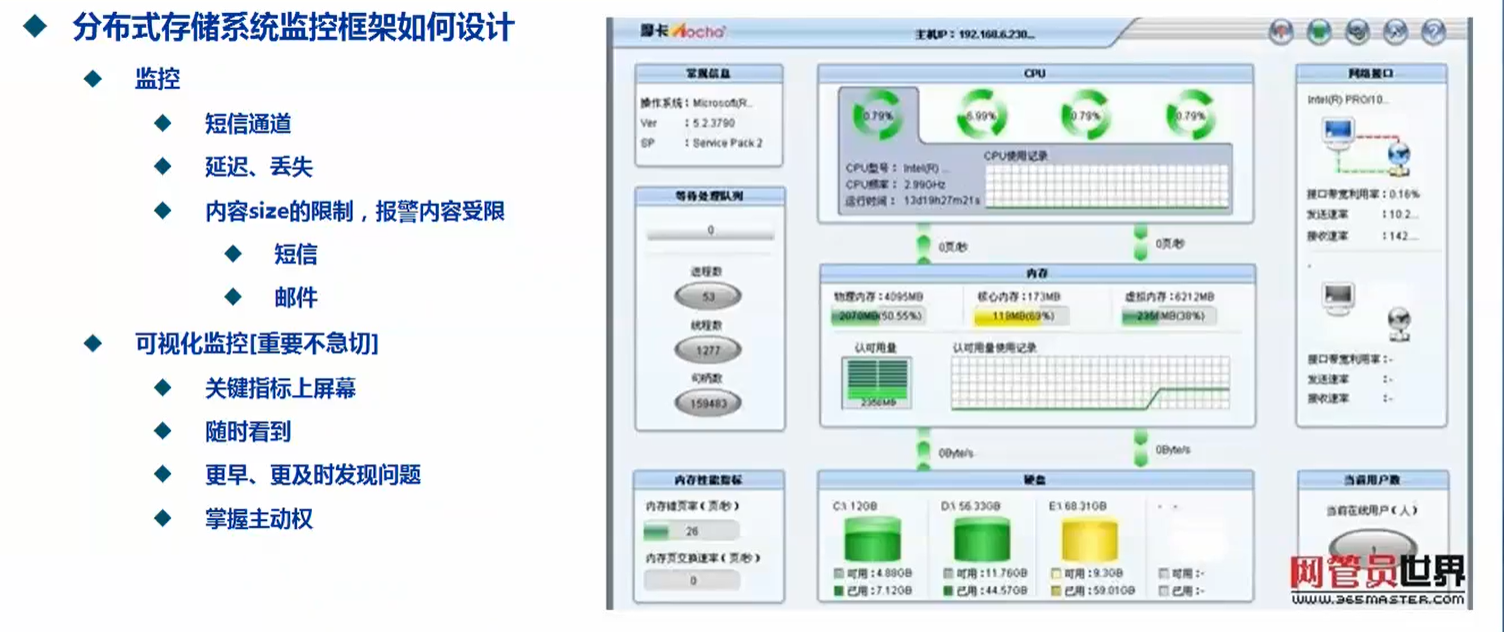 分布式存储系统监控框架如何设计
监控
短信通道
延迟、丢失
内容size的限制，报警内容受限
短信
邮件
可视化监控[重要不急切]
关键指标上屏幕
随时看到
更早、更及时发现问题
掌握主动权
摩卡 Mocha
主机IP：192.168.6.230...
常规信息
操作系统：Microsoft(R...
Ver ：5.2.3790
SP ：Service Pack 2
等待处理队列
0
进程数
53
线程数
1277
句柄数
159483
内存性能指标
内存错页率(页/秒)
26
内存页交换速率(页/秒)
0
CPU
0.79% 6.99% 0.79% 0.79%
CPU型号：Intel(R) ...
CPU频率：2.99GHz
运行时间：13d19h27m21s
CPU使用记录
0页/秒 0页/秒
内存
物理内存：4095MB 核心内存：173MB 虚拟内存：6212MB
2070MB(50.55%) 119MB(69%) 2356MB(38%)
认可用量 认可用量使用记录
2356MB
0Byte/s 0Byte/s
硬盘
C:\ 12GB D:\ 56.33GB E:\ 68.31GB - -
可用：4.88GB 可用：11.76GB 可用：9.3GB 可用：-
已用：7.12GB 已用：44.57GB 已用：59.01GB 已用：-
网络接口
Intel(R) PRO/10...
接口带宽利用率：0.16%
发送速率 ：10.2...
接收速率 ：142...
-
接口带宽利用率：-
发送速率 ：-
接收速率 ：-
当前用户数
当前在线用户(人)
1
网管员世界
www.365master.com